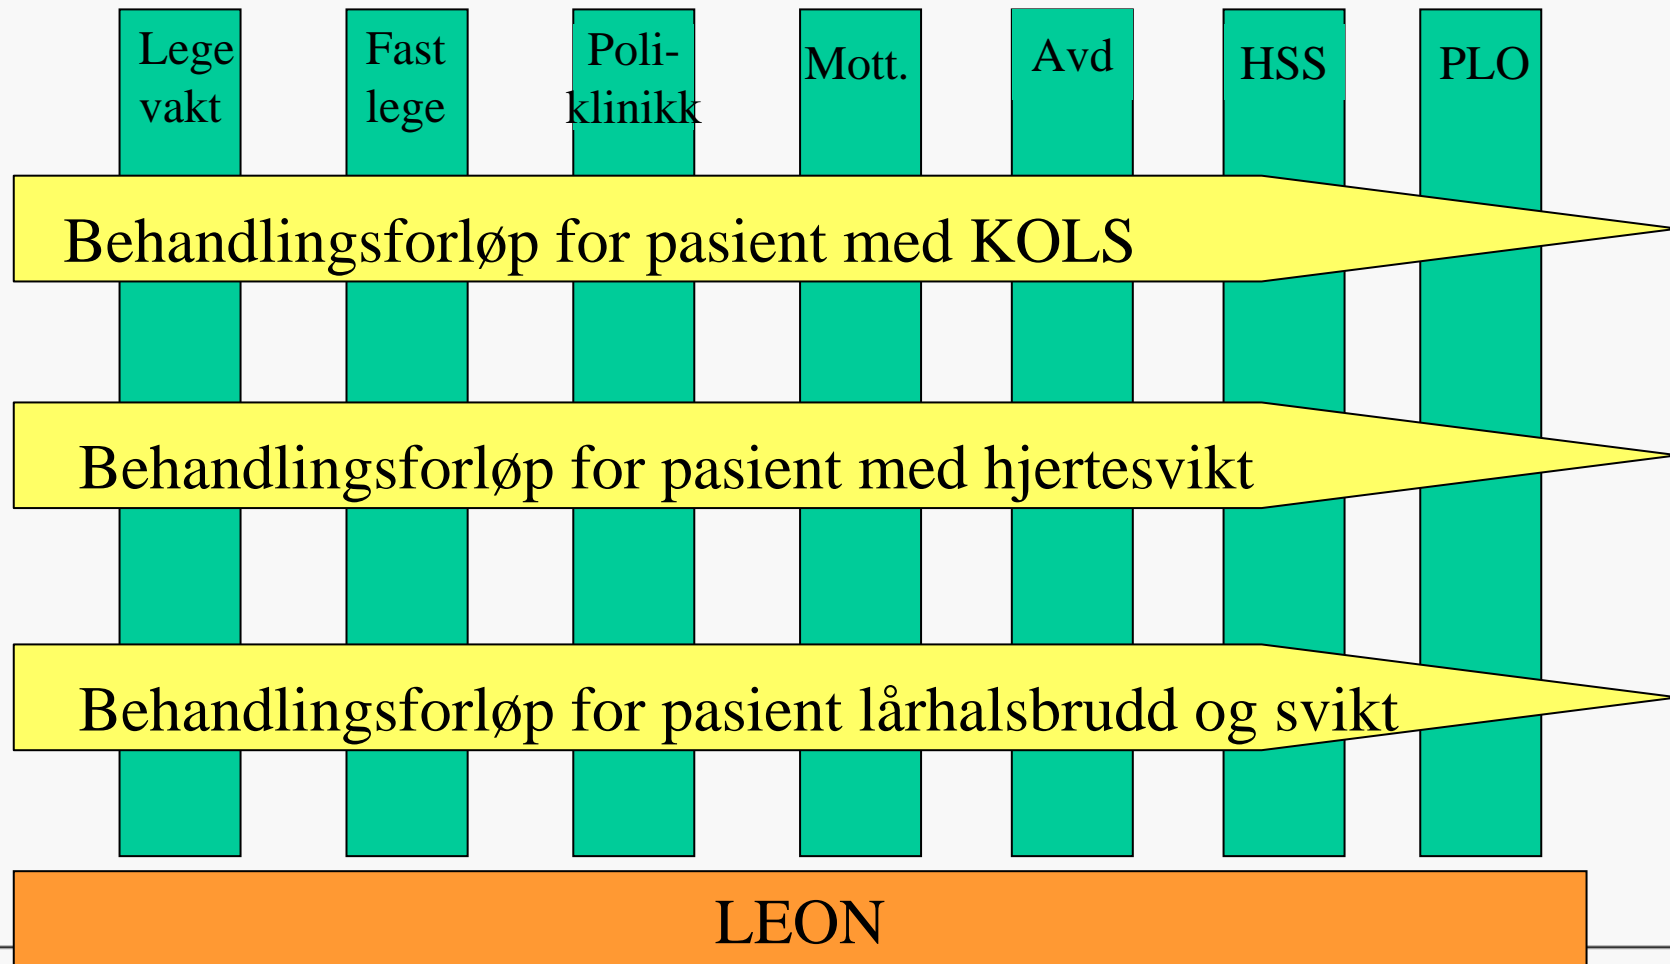 Lege
vakt
Fast
lege
Poli-
klinikk
Mott.
Avd
HSS
PLO
Behandlingsforløp for pasient med KOLS
Behandlingsforløp for pasient med hjertesvikt
Behandlingsforløp for pasient lårhalsbrudd og svikt
LEON